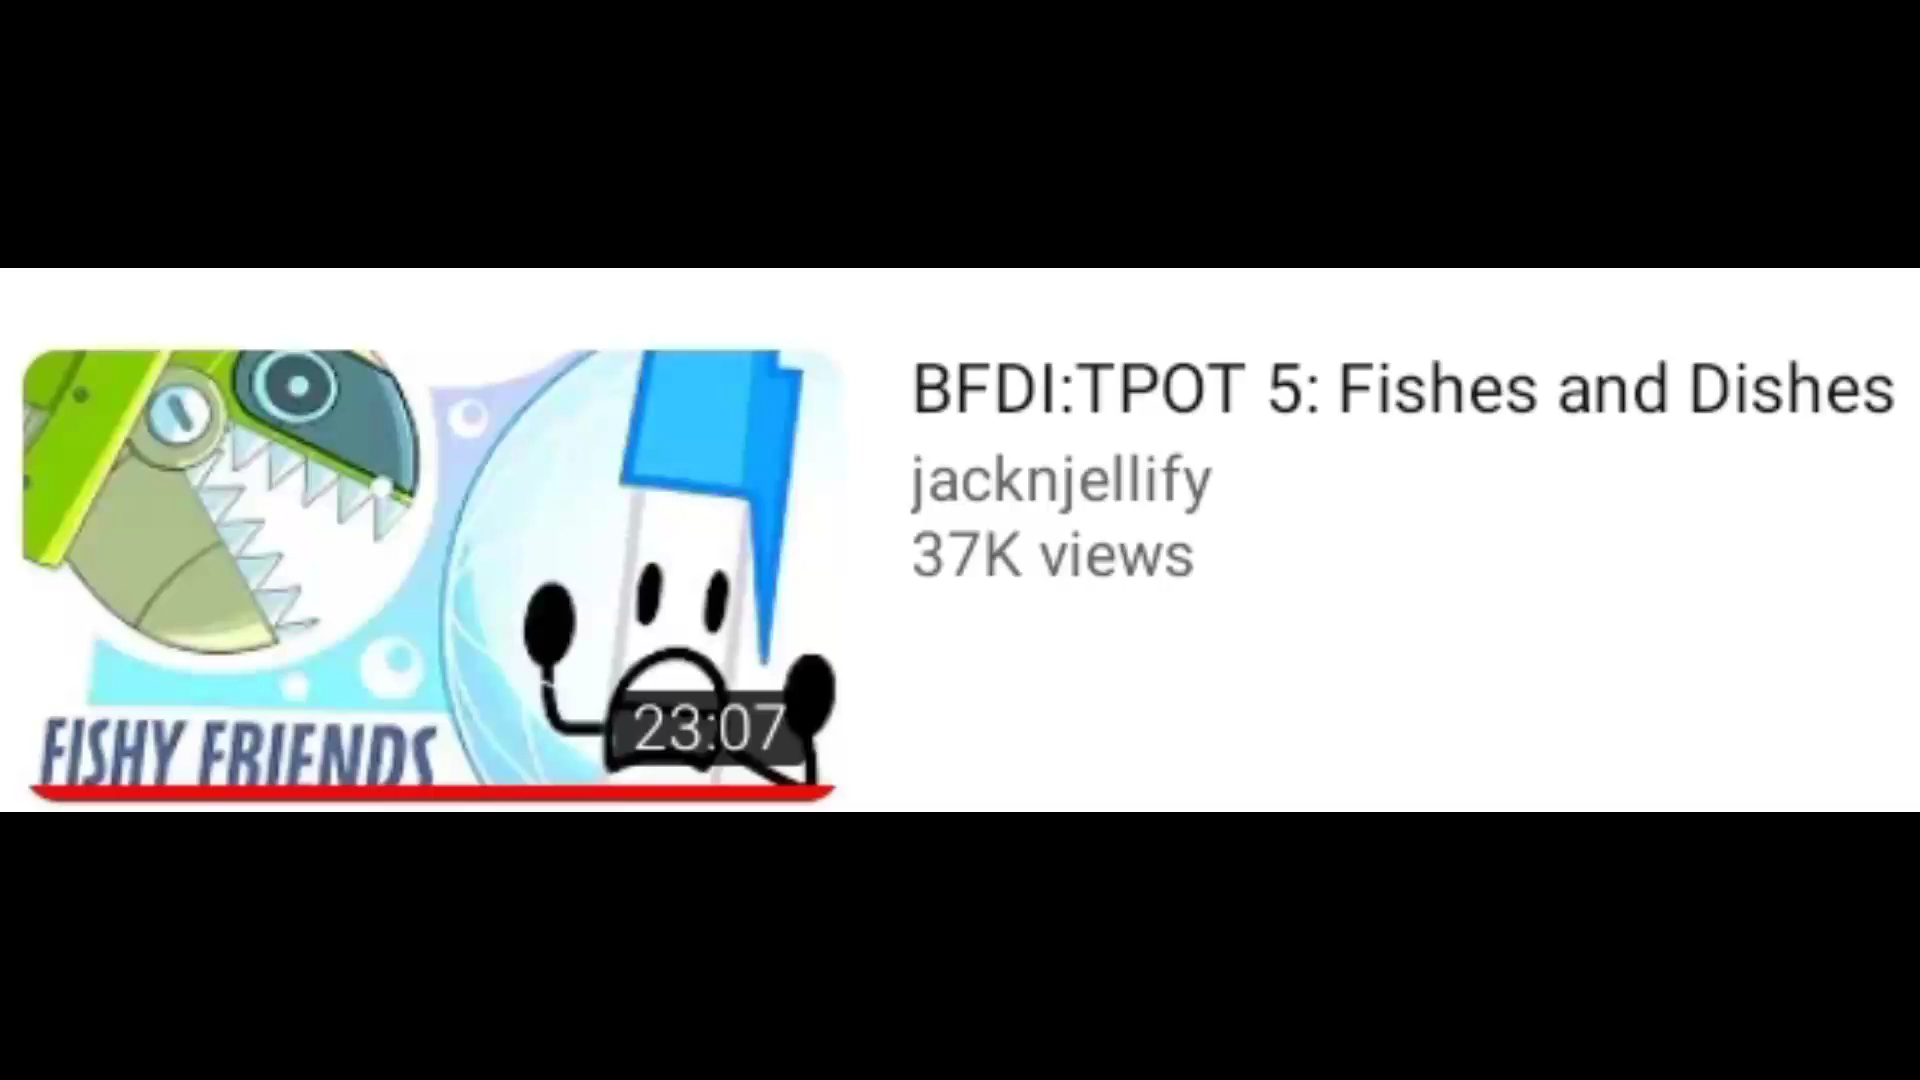 BFDI:TPOT 5: Fishes and Dishes
jacknjellify
37K views
23:07
FISHY FRIENDS